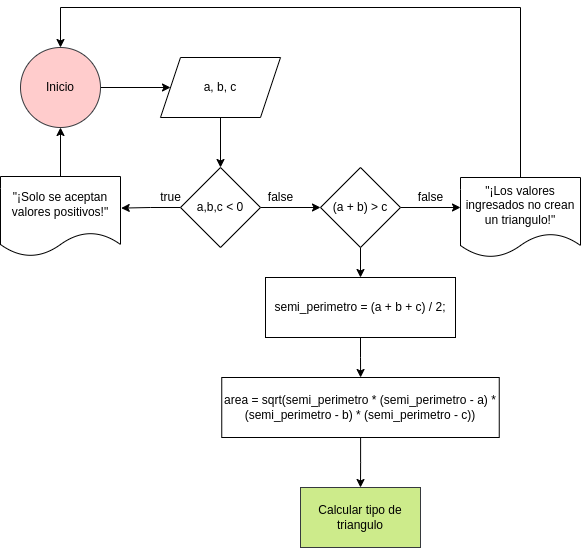 Inicio
a, b, c
"¡Solo se aceptan
valores positivos!"
true
a,b,c < 0
false
(a + b) > c
false
"¡Los valores
ingresados no crean
un triangulo!"
semi_perimetro = (a + b + c) / 2;
area = sqrt(semi_perimetro * (semi_perimetro - a) *
(semi_perimetro - b) * (semi_perimetro - c))
Calcular tipo de
triangulo